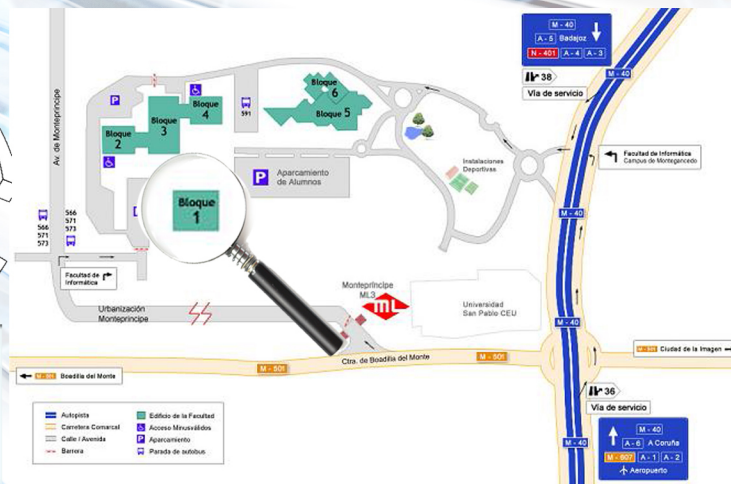 M - 40
A - 5 Badajoz
N - 401 A - 4 A - 3
38
Vía de servicio
M - 40
Av. de Monteprincipe
P
Bloque
4
591
Bloque
6
Bloque
5
Bloque
3
Bloque
2
P
Aparcamiento
de Alumnos
Instalaciones
Deportivas
Facultad de Informática
Campus de Montegancedo
Bloque
1
M - 40
566
571
573
566
571
573
Facultad de
Informática
Urbanización
Monteprincipe
Montepríncipe
ML3
ML
Universidad
San Pablo CEU
M - 40
Ctra. de Boadilla del Monte
M - 501
M - 501
Ciudad de la Imagen
Boadilla del Monte
36
Vía de servicio
M - 40
M - 40
A - 6 A Coruña
M - 607 A - 1 A - 2
Aeropuerto
Autopista
Carretera Comarcal
Calle / Avenida
Barrera
Edificio de la Facultad
Acceso Minusválidos
P Aparcamiento
Parada de autobus